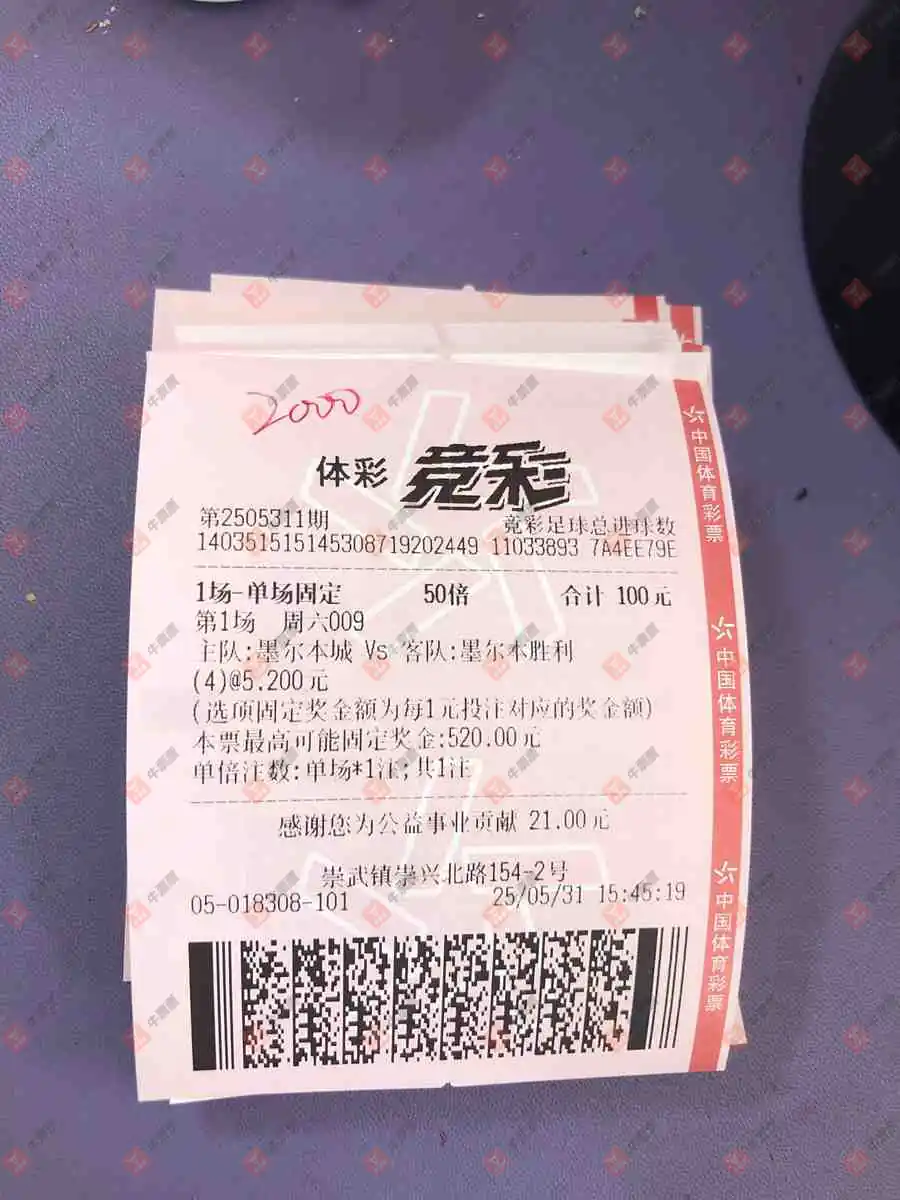 2000
体彩 竞彩
第2505311期 竞彩足球总进球数
140351515145308719202449 11033893 7A4EE79E
1场-单场固定 50倍 合计 100元
第1场 周六009
主队:墨尔本城 Vs 客队:墨尔本胜利
(4)@5.200元
(选项固定奖金额为每1元投注对应的奖金额)
本票最高可能固定奖金:520.00元
单倍注数:单场*1注;共1注
感谢您为公益事业贡献 21.00元
崇武镇崇兴北路154-2号
05-018308-101 25/05/31 15:45:19
中国体育彩票
中国体育彩票
中国体育彩票
牛票票